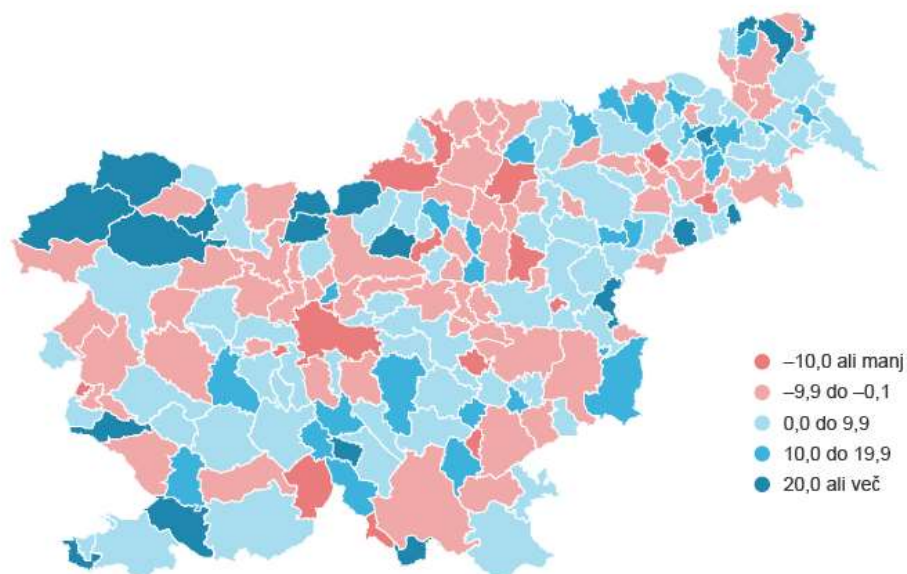 –10,0 ali manj
–9,9 do –0,1
0,0 do 9,9
10,0 do 19,9
20,0 ali več